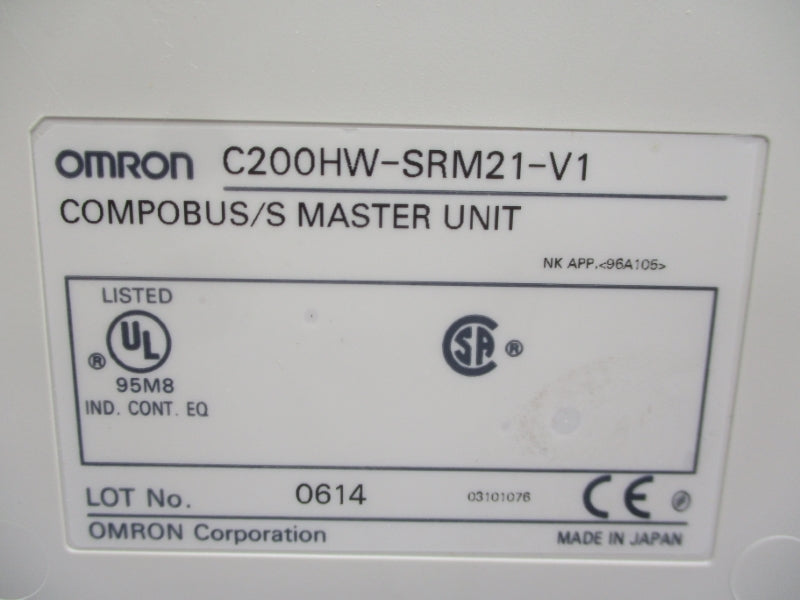 OMRON C200HW-SRM21-V1
COMPOBUS/S MASTER UNIT
NK APP.<96A105>
LISTED
UL
®
95M8
IND. CONT. EQ
SA ®
LOT No. 0614 03101076 CE
OMRON Corporation MADE IN JAPAN